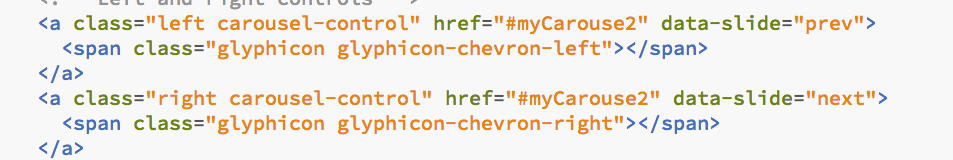 <!-- Left and right controls -->
<a class="left carousel-control" href="#myCarouse2" data-slide="prev">
<span class="glyphicon glyphicon-chevron-left"></span>
</a>
<a class="right carousel-control" href="#myCarouse2" data-slide="next">
<span class="glyphicon glyphicon-chevron-right"></span>
</a>